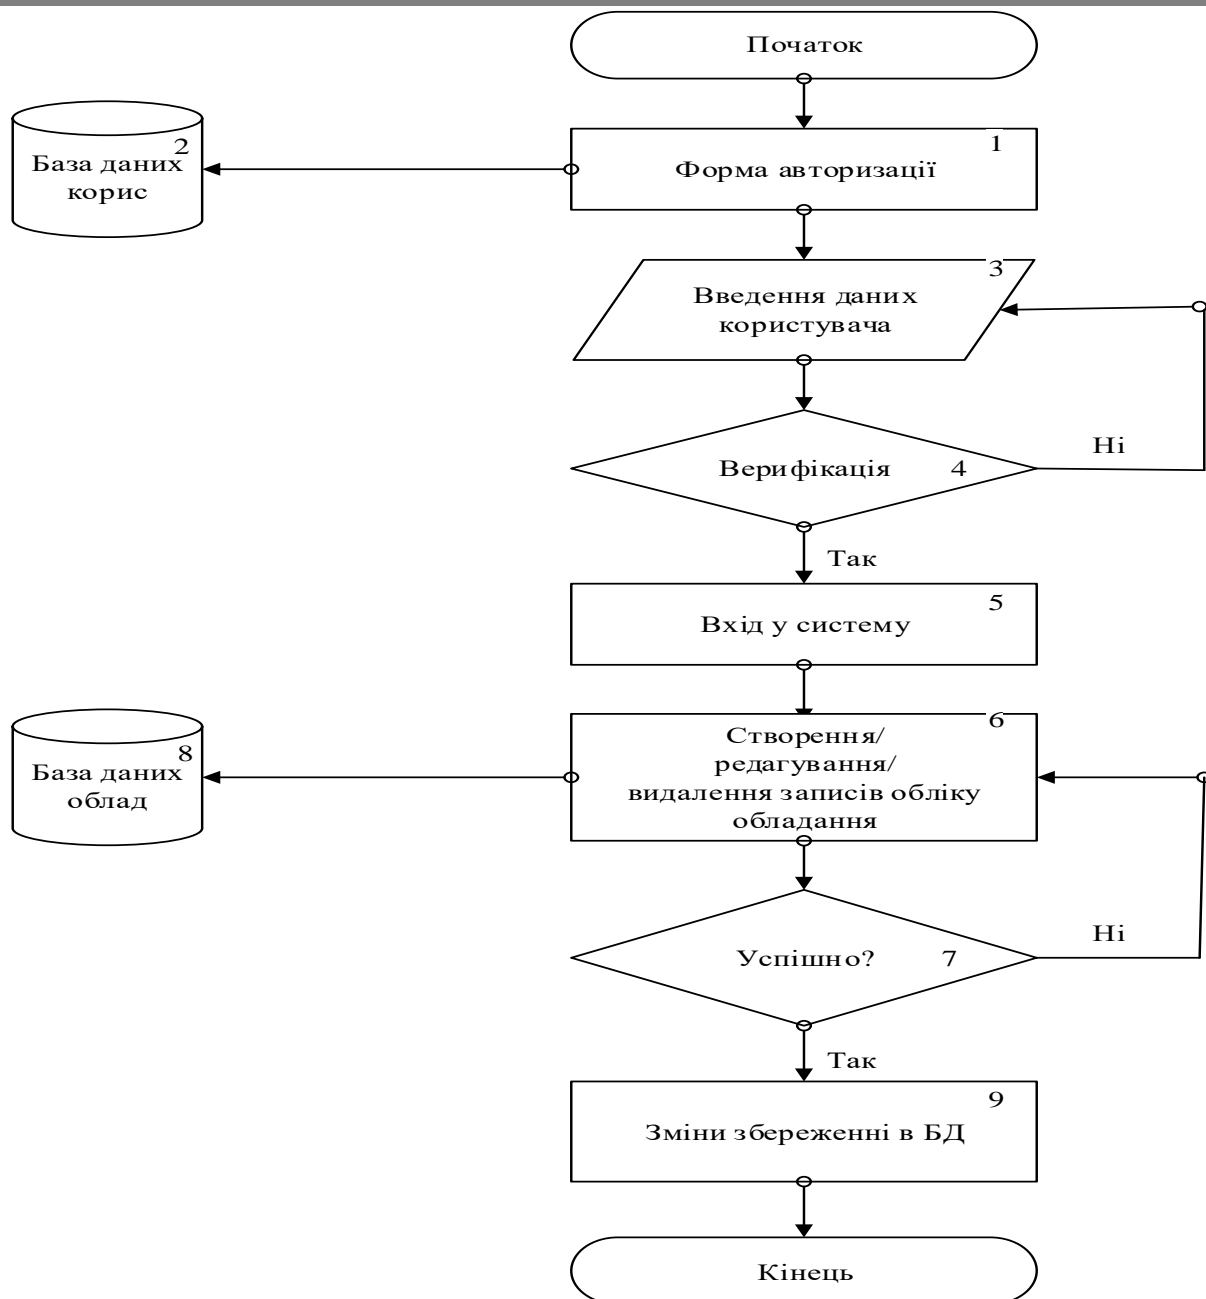 Початок
1
Форма авторизації
2
База даних
корис
3
Введення даних
користувача
Верифікація 4
Ні
Так
5
Вхід у систему
6
Створення/
редагування/
видалення записів обліку
обладання
8
База даних
облад
Успішно? 7
Ні
Так
9
Зміни збереженні в БД
Кінець